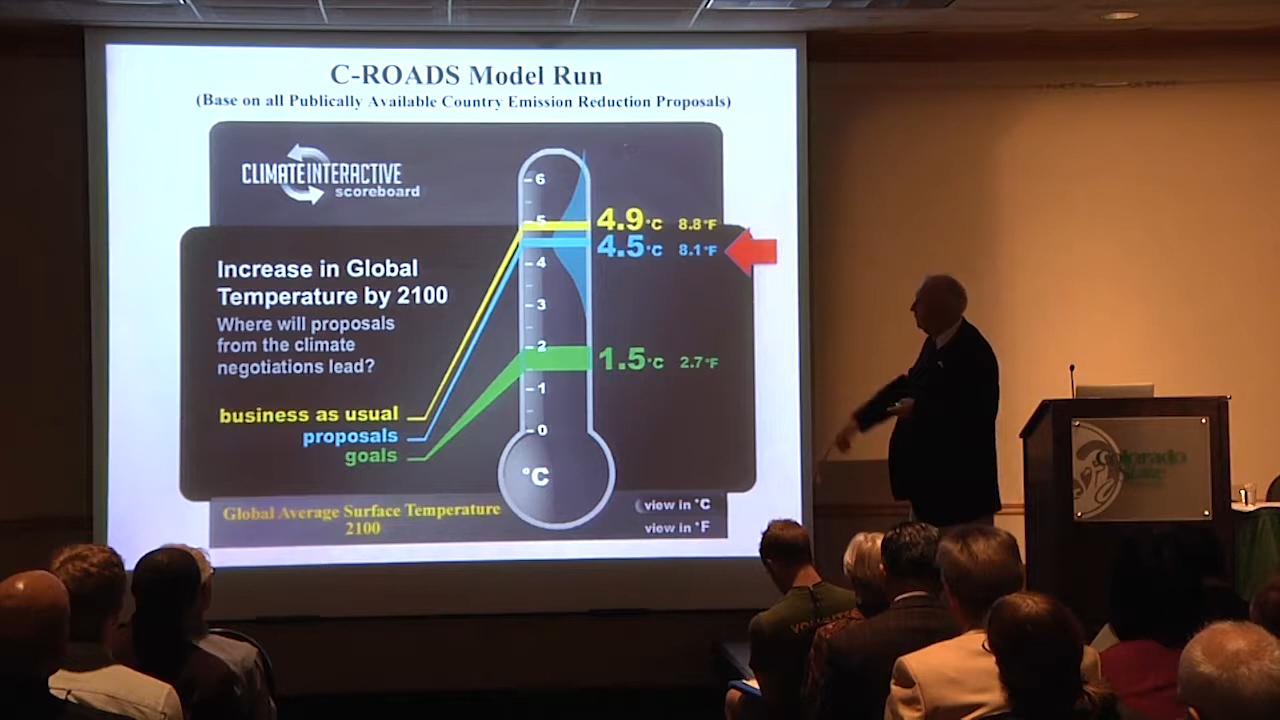 C-ROADS Model Run
(Base on all Publically Available Country Emission Reduction Proposals)
CLIMATEINTERACTIVE
scoreboard
6
5
4.9°C 8.8°F
4.5°C 8.1°F
4
3
2
1.5°C 2.7°F
1
0
°C
Increase in Global
Temperature by 2100
Where will proposals
from the climate
negotiations lead?
business as usual
proposals
goals
Global Average Surface Temperature
2100
view in °C
view in °F
Colorado